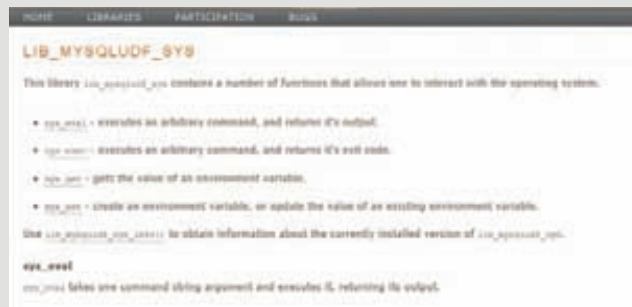 HOME LIBRARIES PARTICIPATION BUGS
LIB_MYSQLUDF_SYS
This library lib_mysqludf_sys contains a number of functions that allows one to interact with the operating system.
• sys_eval - executes an arbitrary command, and returns it's output.
• sys_exec - executes an arbitrary command, and returns it's exit code.
• sys_get - gets the value of an environment variable.
• sys_set - create an environment variable, or update the value of an existing environment variable.
Use lib_mysqludf_sys_info() to obtain information about the currently installed version of lib_mysqludf_sys.
sys_eval
sys_eval takes one command string argument and executes it, returning its output.